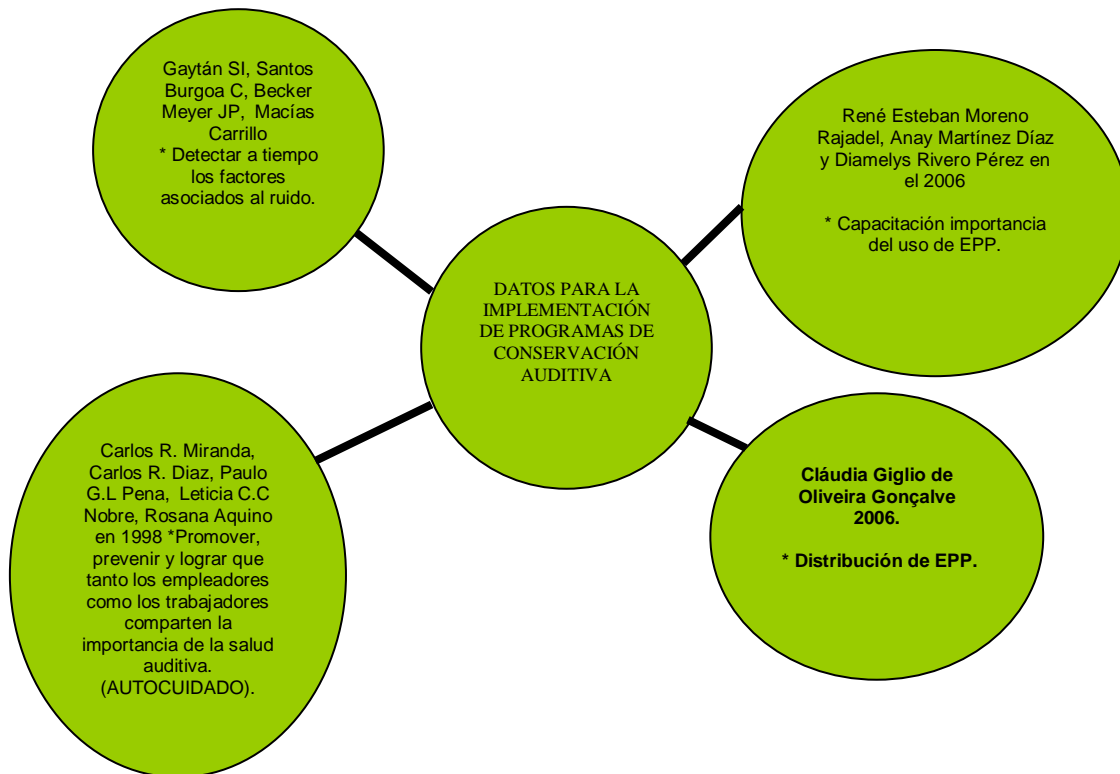 Gaytán SI, Santos
Burgoa C, Becker
Meyer JP, Macías
Carrillo
* Detectar a tiempo
los factores
asociados al ruido.
René Esteban Moreno
Rajadel, Anay Martínez Díaz
y Diamelys Rivero Pérez en
el 2006
* Capacitación importancia
del uso de EPP.
DATOS PARA LA
IMPLEMENTACIÓN
DE PROGRAMAS DE
CONSERVACIÓN
AUDITIVA
Carlos R. Miranda,
Carlos R. Diaz, Paulo
G.L Pena, Leticia C.C
Nobre, Rosana Aquino
en 1998 *Promover,
prevenir y lograr que
tanto los empleadores
como los trabajadores
comparten la
importancia de la salud
auditiva.
(AUTOCUIDADO).
Cláudia Giglio de
Oliveira Gonçalve
2006.
* Distribución de EPP.